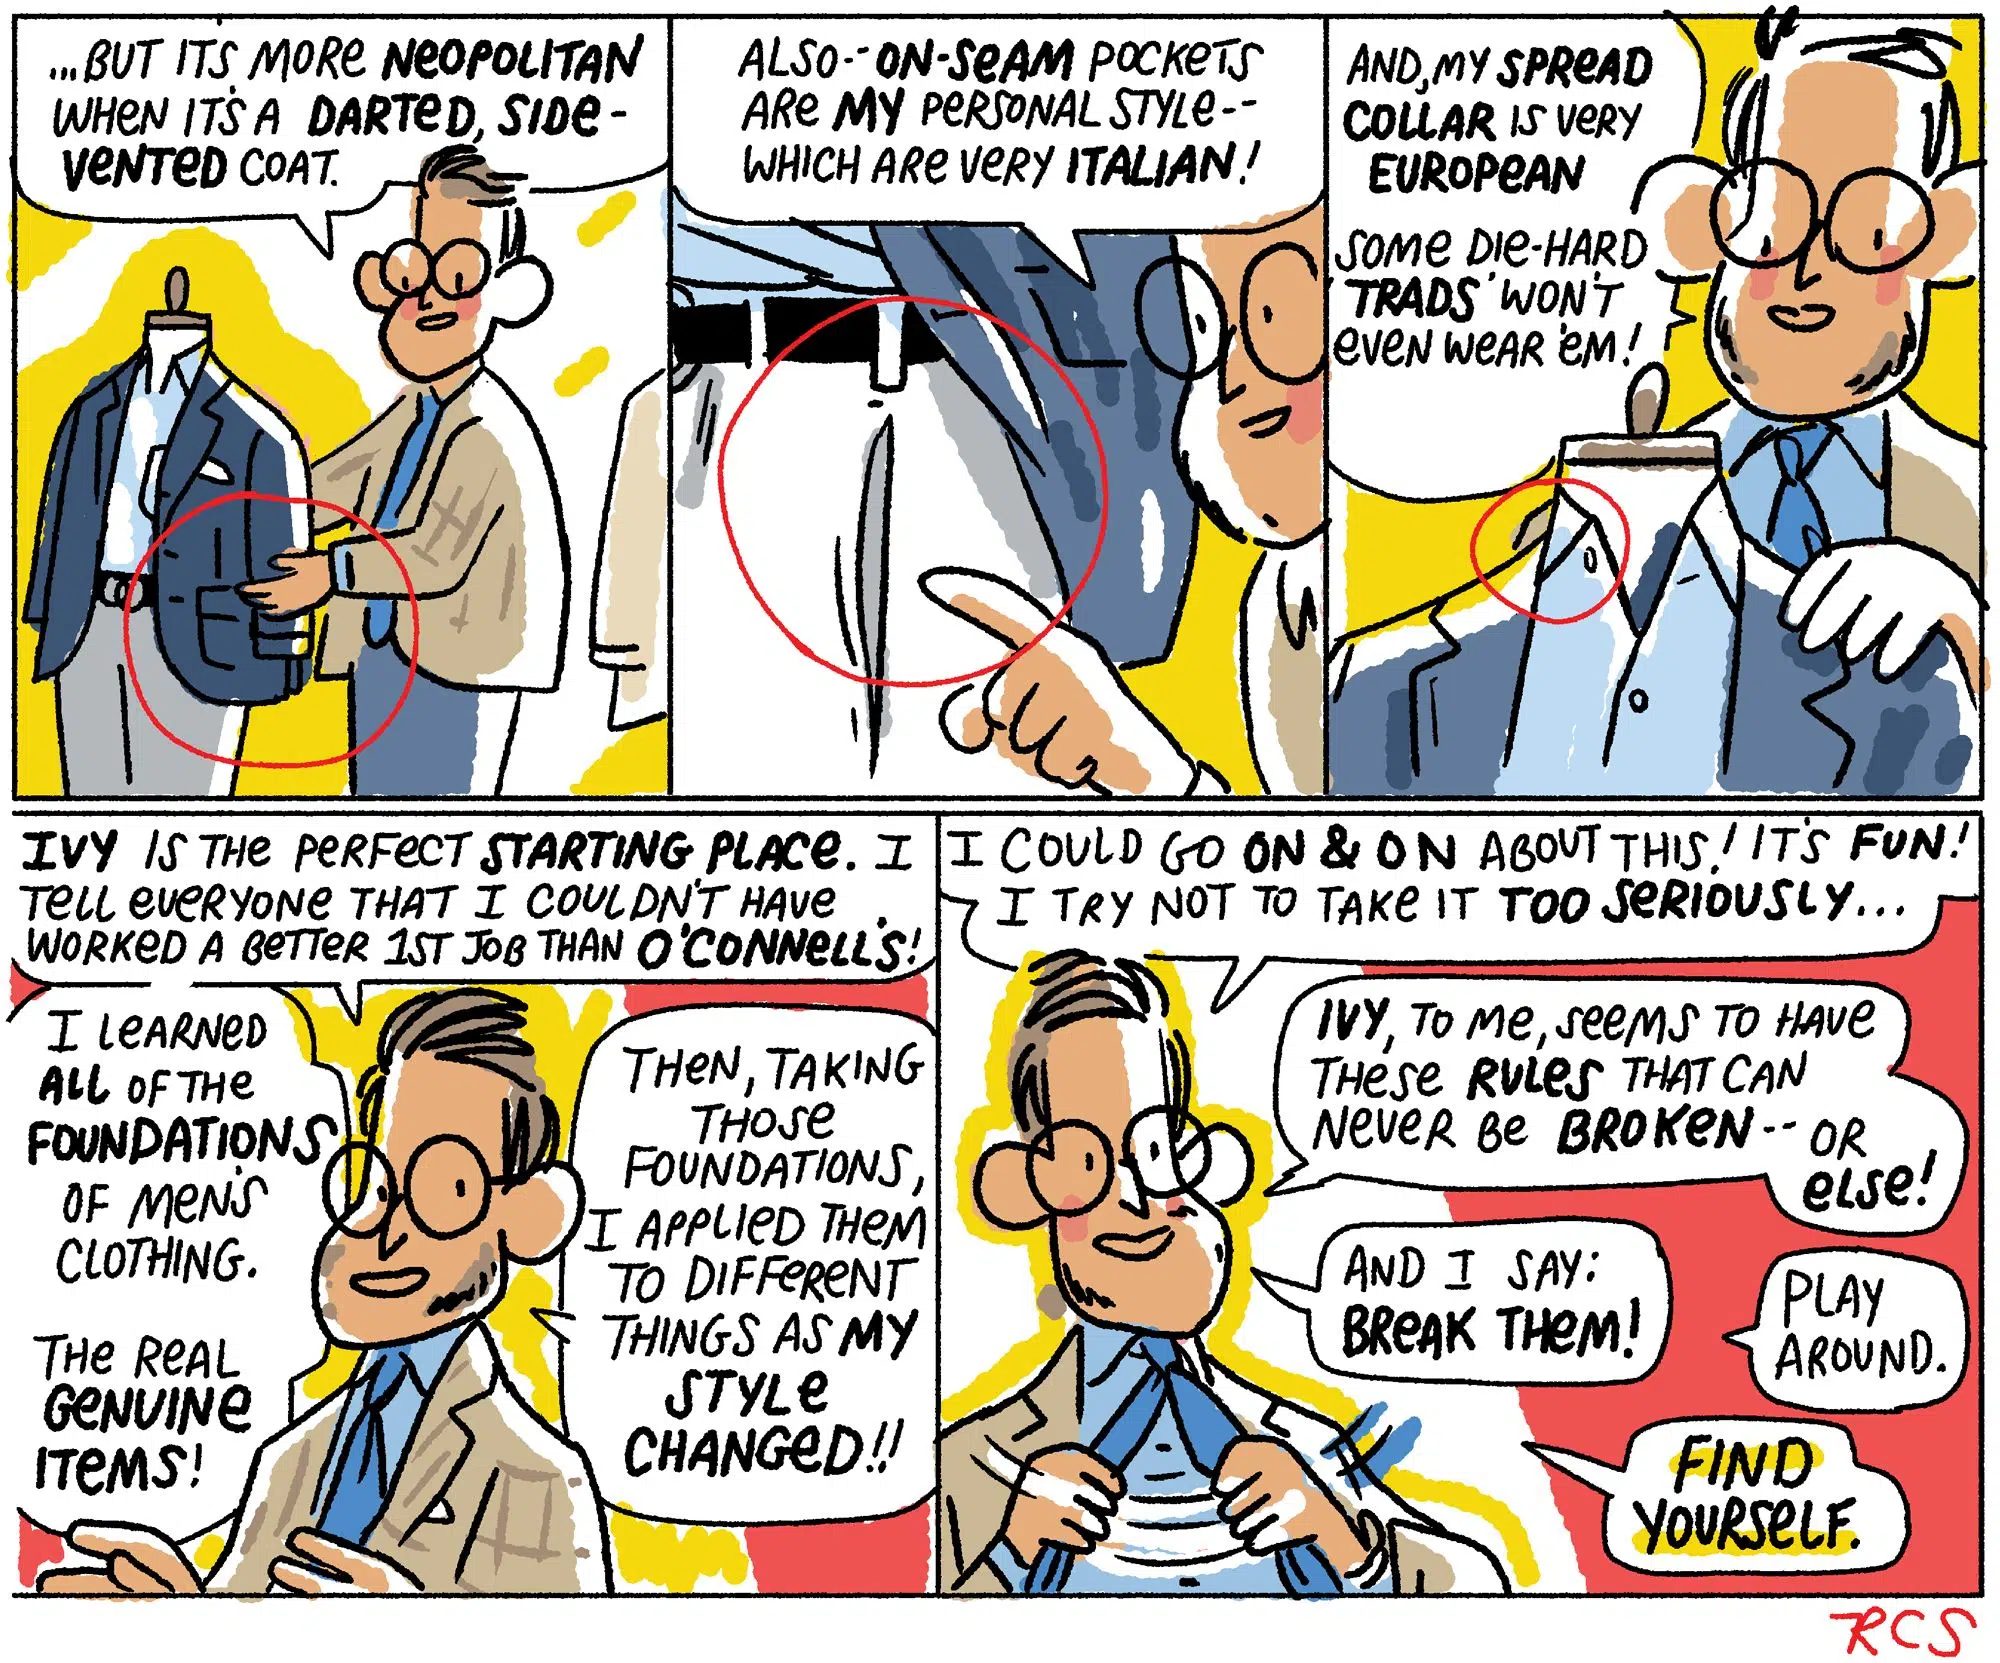 ...BUT IT'S MORE NEOPOLITAN
WHEN IT'S A DARTED, SIDE-
VENTED COAT.
ALSO-- ON-SEAM POCKETS
ARE MY PERSONAL STYLE--
WHICH ARE VERY ITALIAN!
AND, MY SPREAD
COLLAR IS VERY
EUROPEAN
SOME DIE-HARD
'TRADS' WON'T
EVEN WEAR 'EM!
IVY IS THE PERFECT STARTING PLACE. I
TELL EVERYONE THAT I COULDN'T HAVE
WORKED A BETTER 1ST JOB THAN O'CONNELL'S!
I LEARNED
ALL OF THE
FOUNDATIONS
OF MEN'S
CLOTHING.
THE REAL
GENUINE
ITEMS!
THEN, TAKING
THOSE
FOUNDATIONS,
I APPLIED THEM
TO DIFFERENT
THINGS AS MY
STYLE
CHANGED!!
I COULD GO ON & ON ABOUT THIS! IT'S FUN!
I TRY NOT TO TAKE IT TOO SERIOUSLY...
IVY, TO ME, SEEMS TO HAVE
THESE RULES THAT CAN
NEVER BE BROKEN-- OR
ELSE!
AND I SAY:
BREAK THEM!
PLAY
AROUND.
FIND
YOURSELF.
RCS